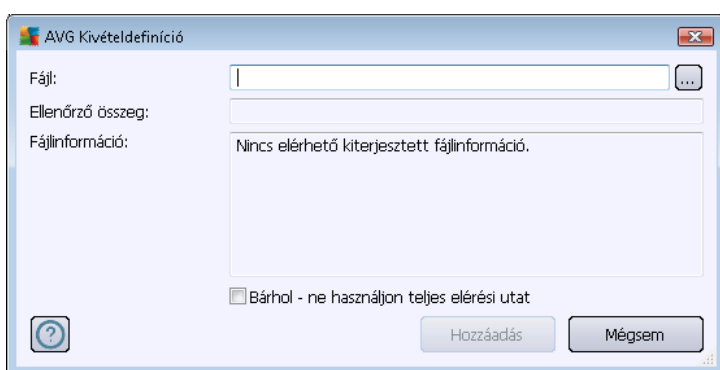 AVG Kivételdefiníció
Fájl:
...
Ellenőrző összeg:
Fájlinformáció:
Nincs elérhető kiterjesztett fájlinformáció.
Bárhol - ne használjon teljes elérési utat
?
Hozzáadás
Mégsem